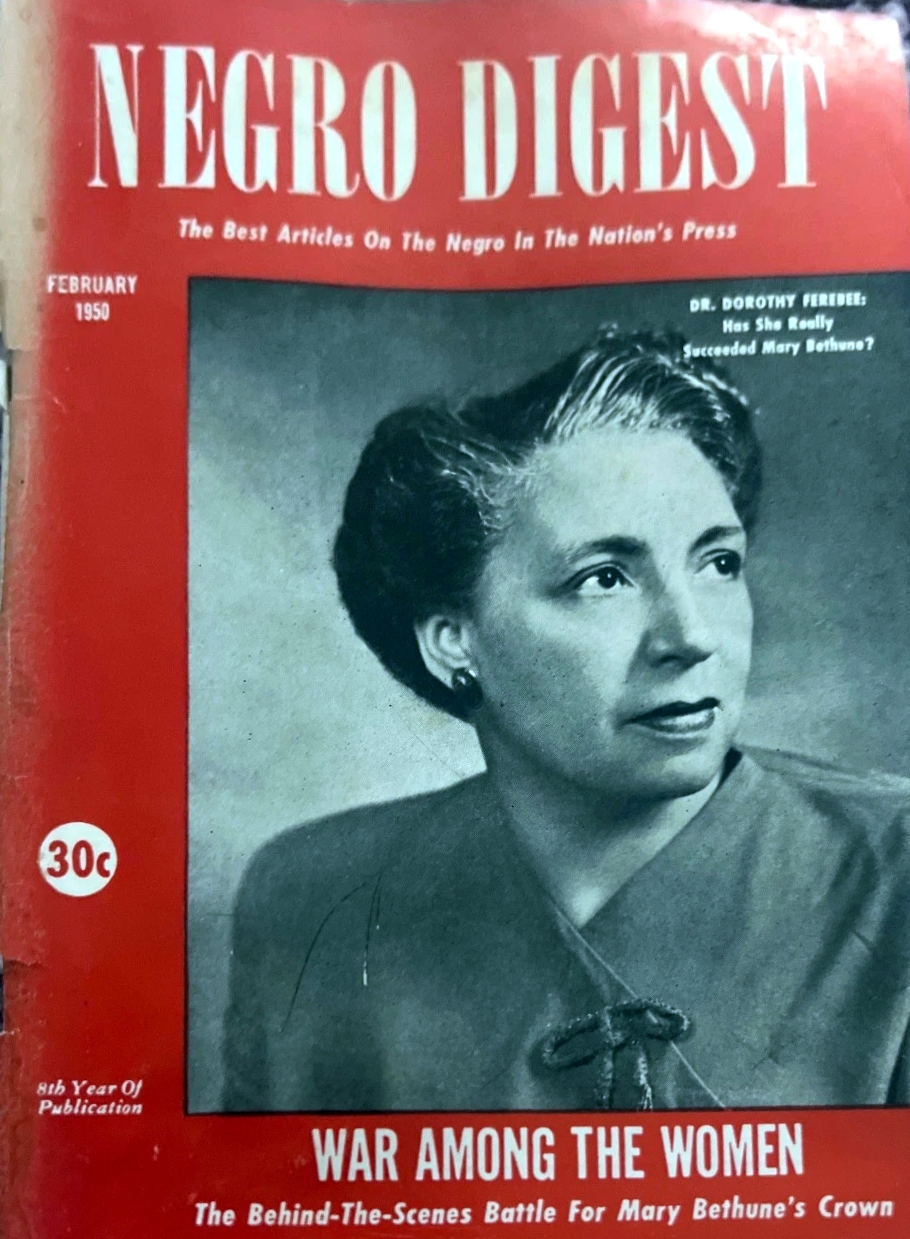 NEGRO DIGEST
The Best Articles On The Negro In The Nation's Press
FEBRUARY
1950
DR. DOROTHY FEREBEE:
Has She Really
Succeeded Mary Bethune?
30c
8th Year Of
Publication
WAR AMONG THE WOMEN
The Behind-The-Scenes Battle For Mary Bethune's Crown